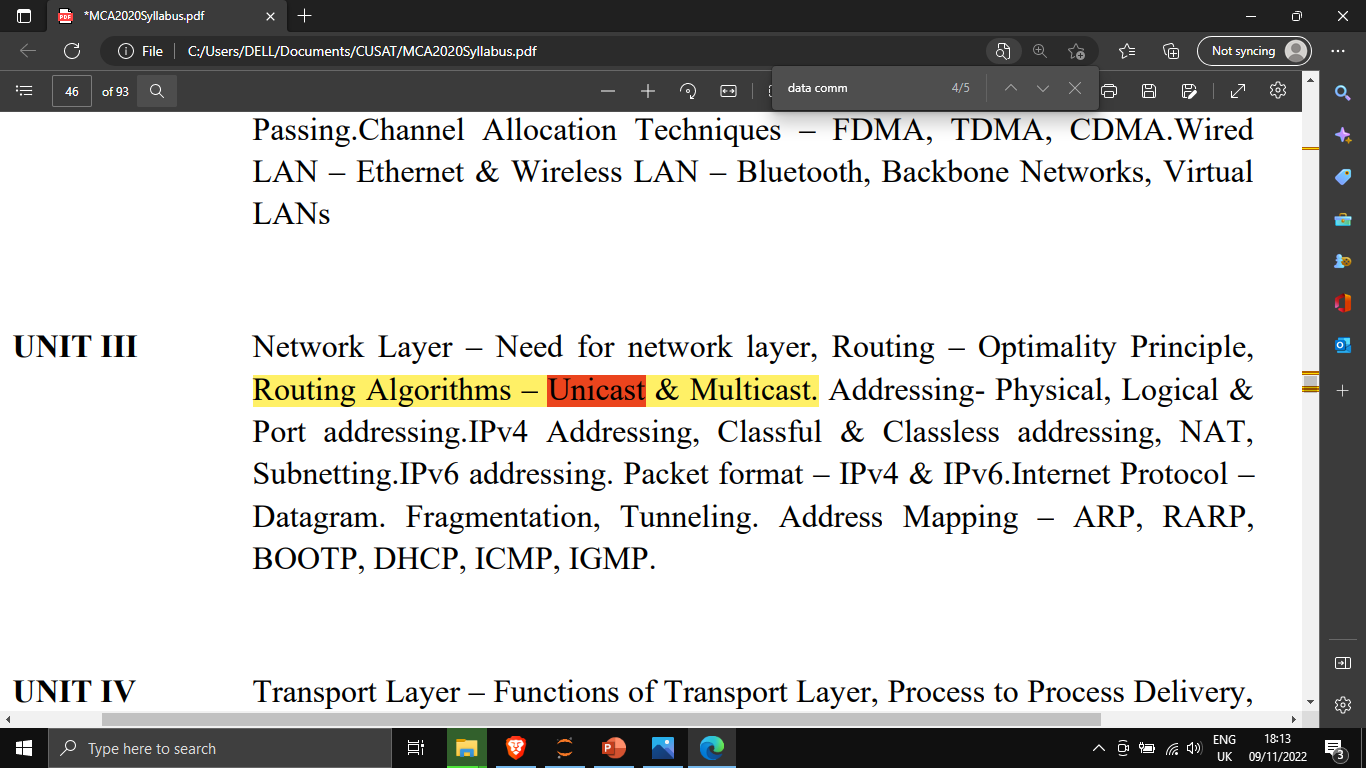 *MCA2020Syllabus.pdf
File
C:/Users/DELL/Documents/CUSAT/MCA2020Syllabus.pdf
Not syncing
46 of 93
data comm 4/5
Passing.Channel Allocation Techniques – FDMA, TDMA, CDMA.Wired
LAN – Ethernet & Wireless LAN – Bluetooth, Backbone Networks, Virtual
LANs
UNIT III Network Layer – Need for network layer, Routing – Optimality Principle,
Routing Algorithms – Unicast & Multicast. Addressing- Physical, Logical &
Port addressing.IPv4 Addressing, Classful & Classless addressing, NAT,
Subnetting.IPv6 addressing. Packet format – IPv4 & IPv6.Internet Protocol –
Datagram. Fragmentation, Tunneling. Address Mapping – ARP, RARP,
BOOTP, DHCP, ICMP, IGMP.
UNIT IV Transport Layer – Functions of Transport Layer, Process to Process Delivery,
Type here to search
ENG
UK
18:13
09/11/2022
3